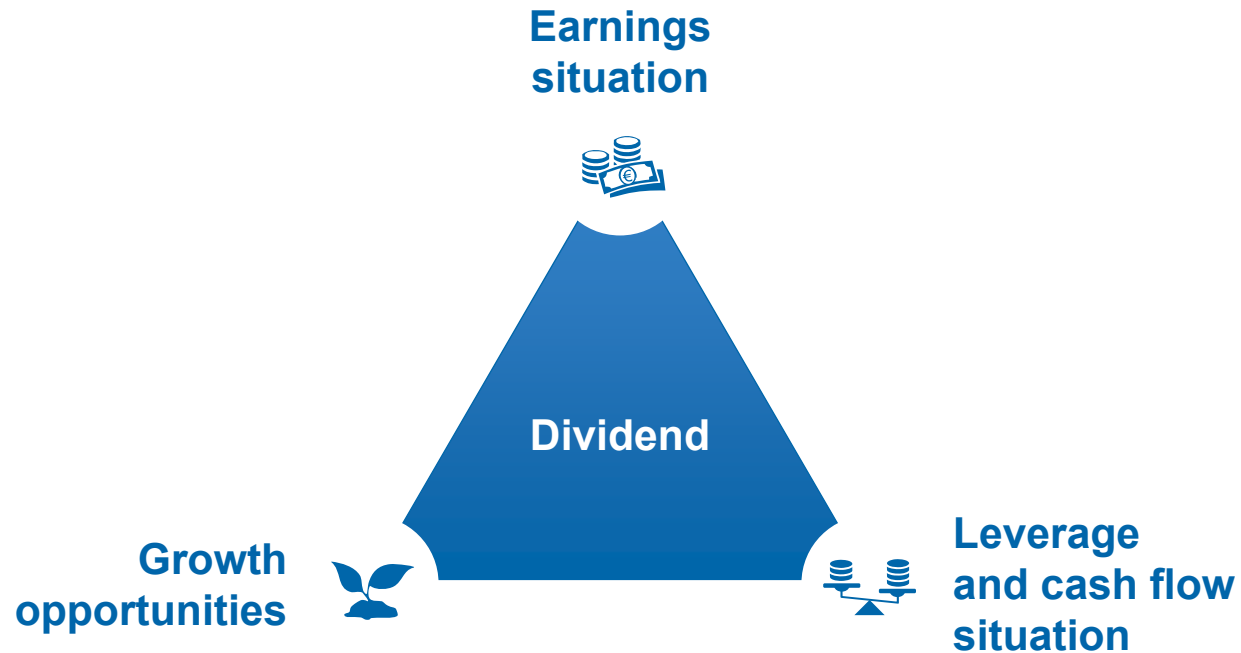 Earnings
situation
€
Dividend
Growth
opportunities
Leverage
and cash flow
situation